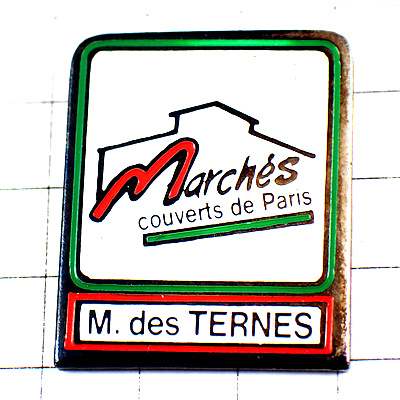 Marchés
couverts de Paris
M. des TERNES